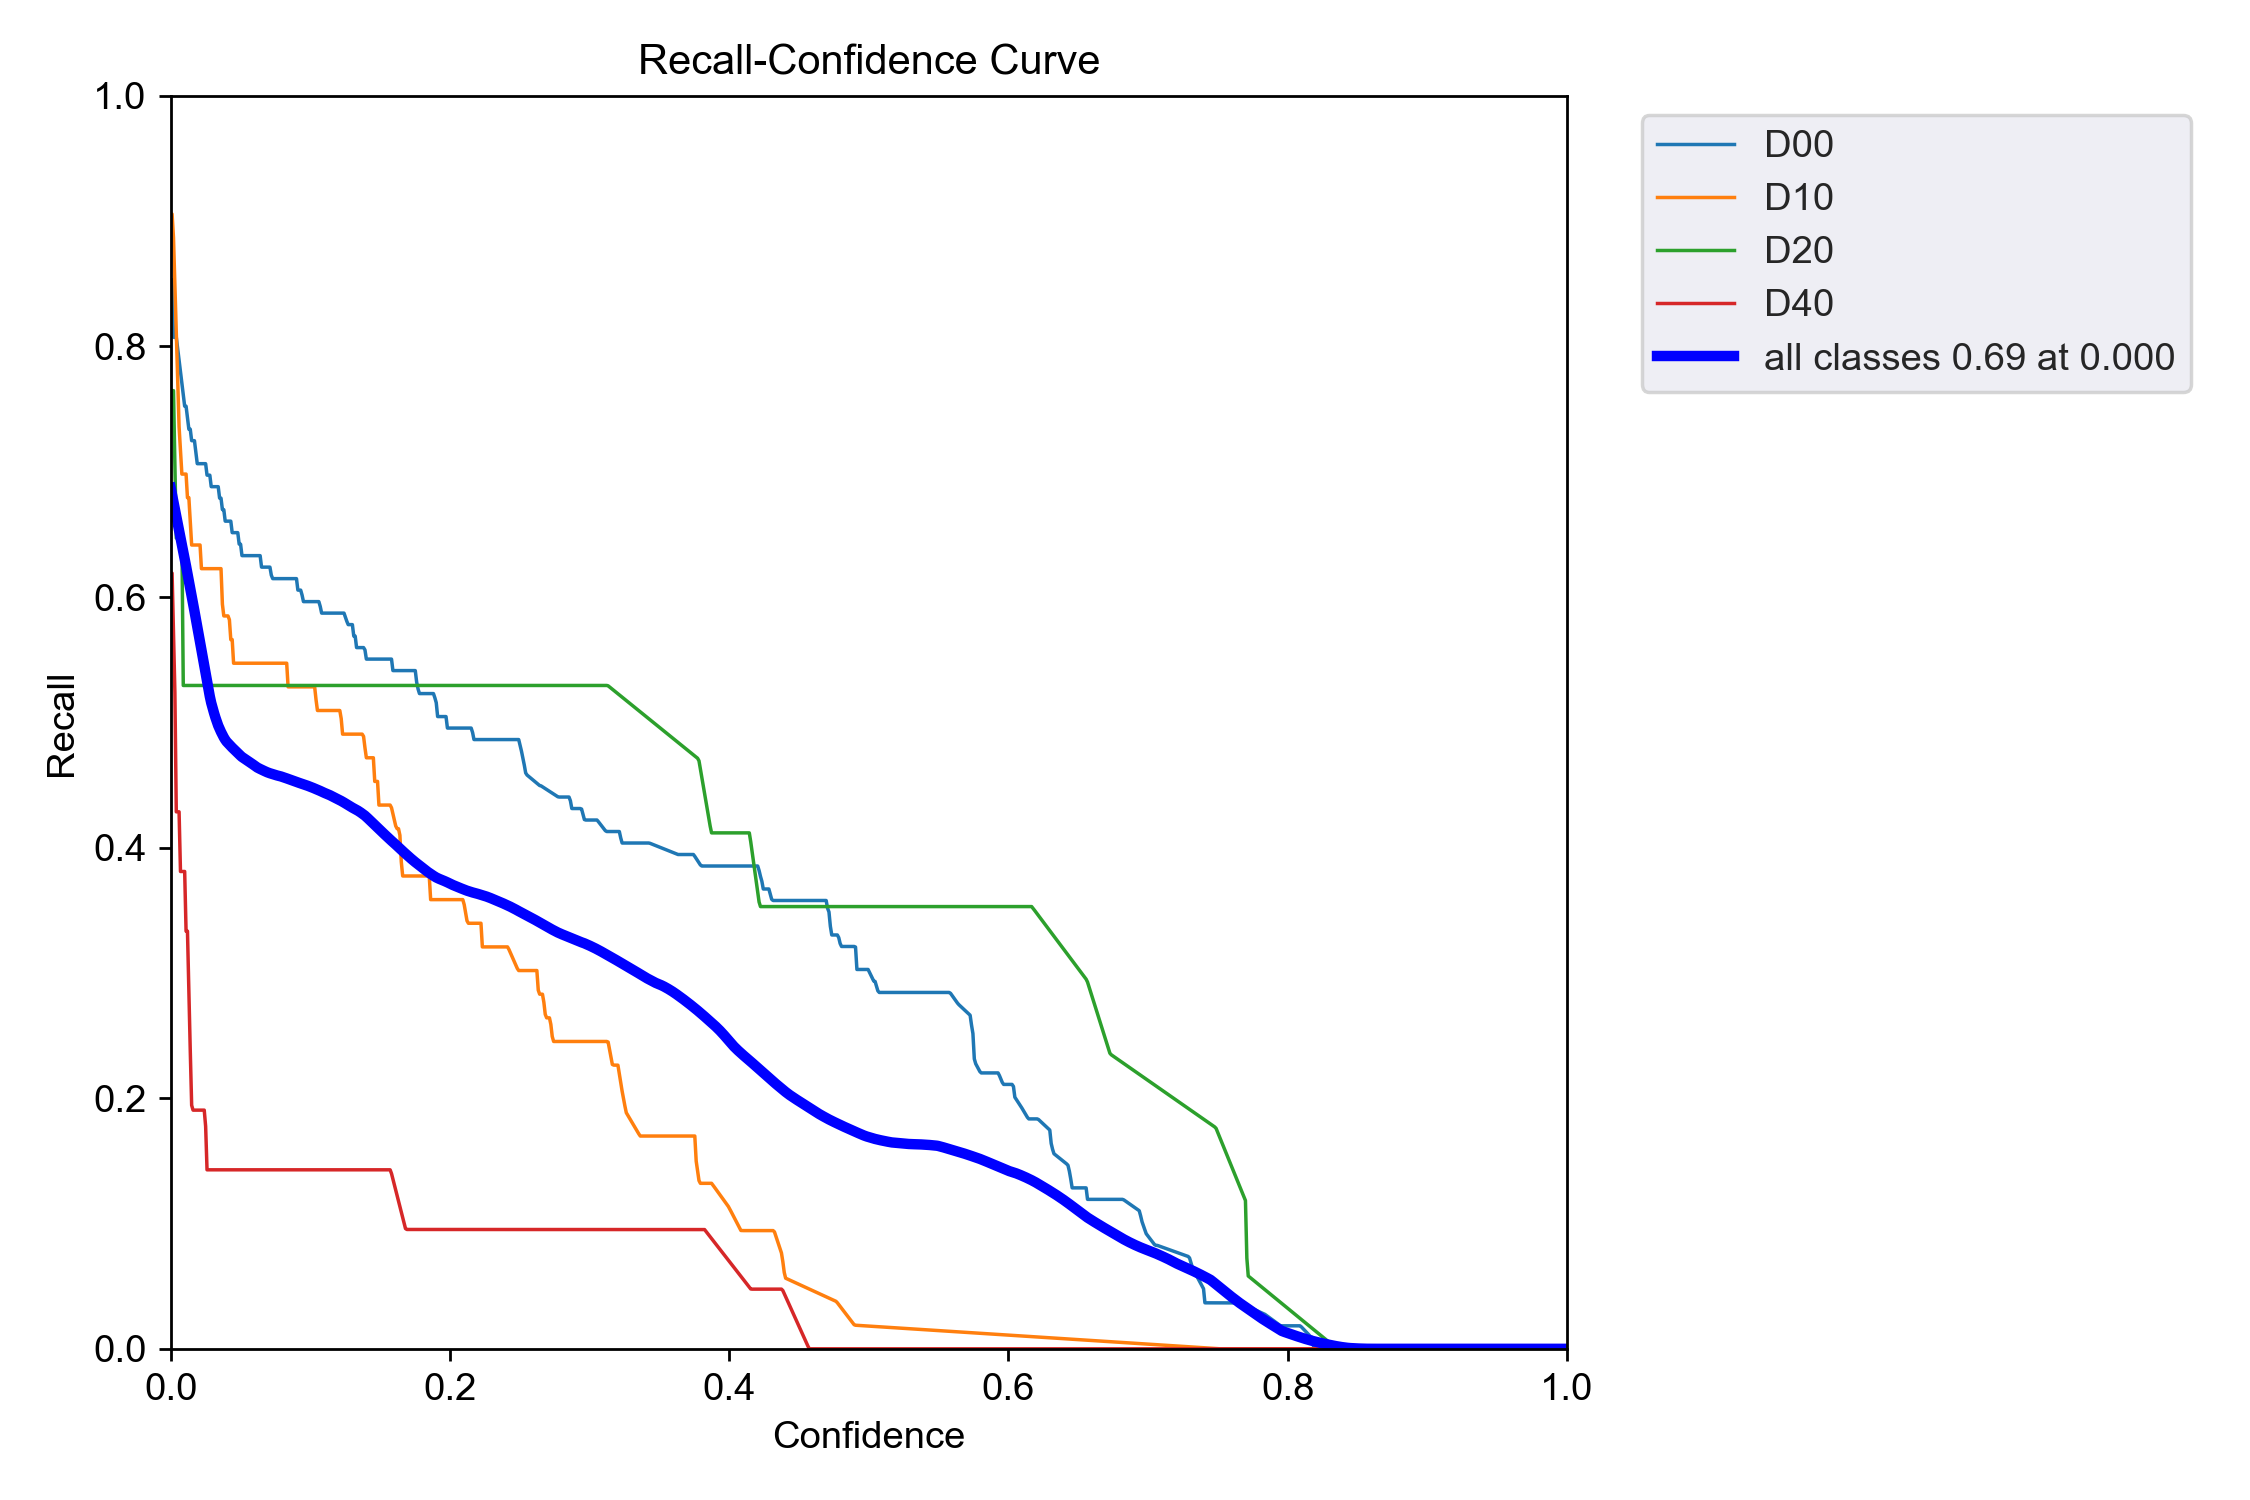 Recall-Confidence Curve
1.0
0.8
0.6
0.4
0.2
0.0
Recall
0.0 0.2 0.4 0.6 0.8 1.0
Confidence
D00
D10
D20
D40
all classes 0.69 at 0.000